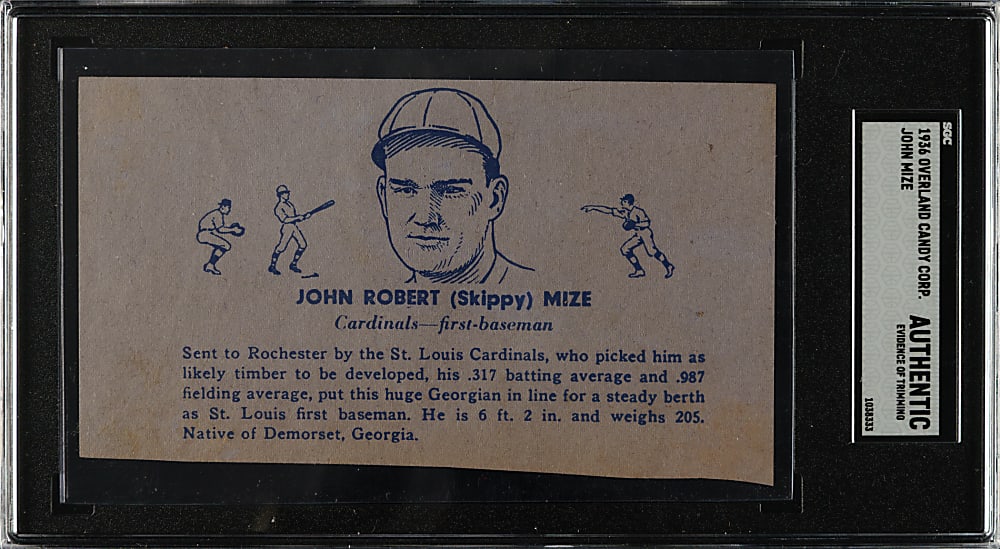 JOHN ROBERT (Skippy) MIZE
Cardinals—first-baseman
Sent to Rochester by the St. Louis Cardinals, who picked him as
likely timber to be developed, his .317 batting average and .987
fielding average, put this huge Georgian in line for a steady berth
as St. Louis first baseman. He is 6 ft. 2 in. and weighs 205.
Native of Demorset, Georgia.
SGC
1936 OVERLAND CANDY CORP.
JOHN MIZE
AUTHENTIC
EVIDENCE OF TRIMMING
1038333